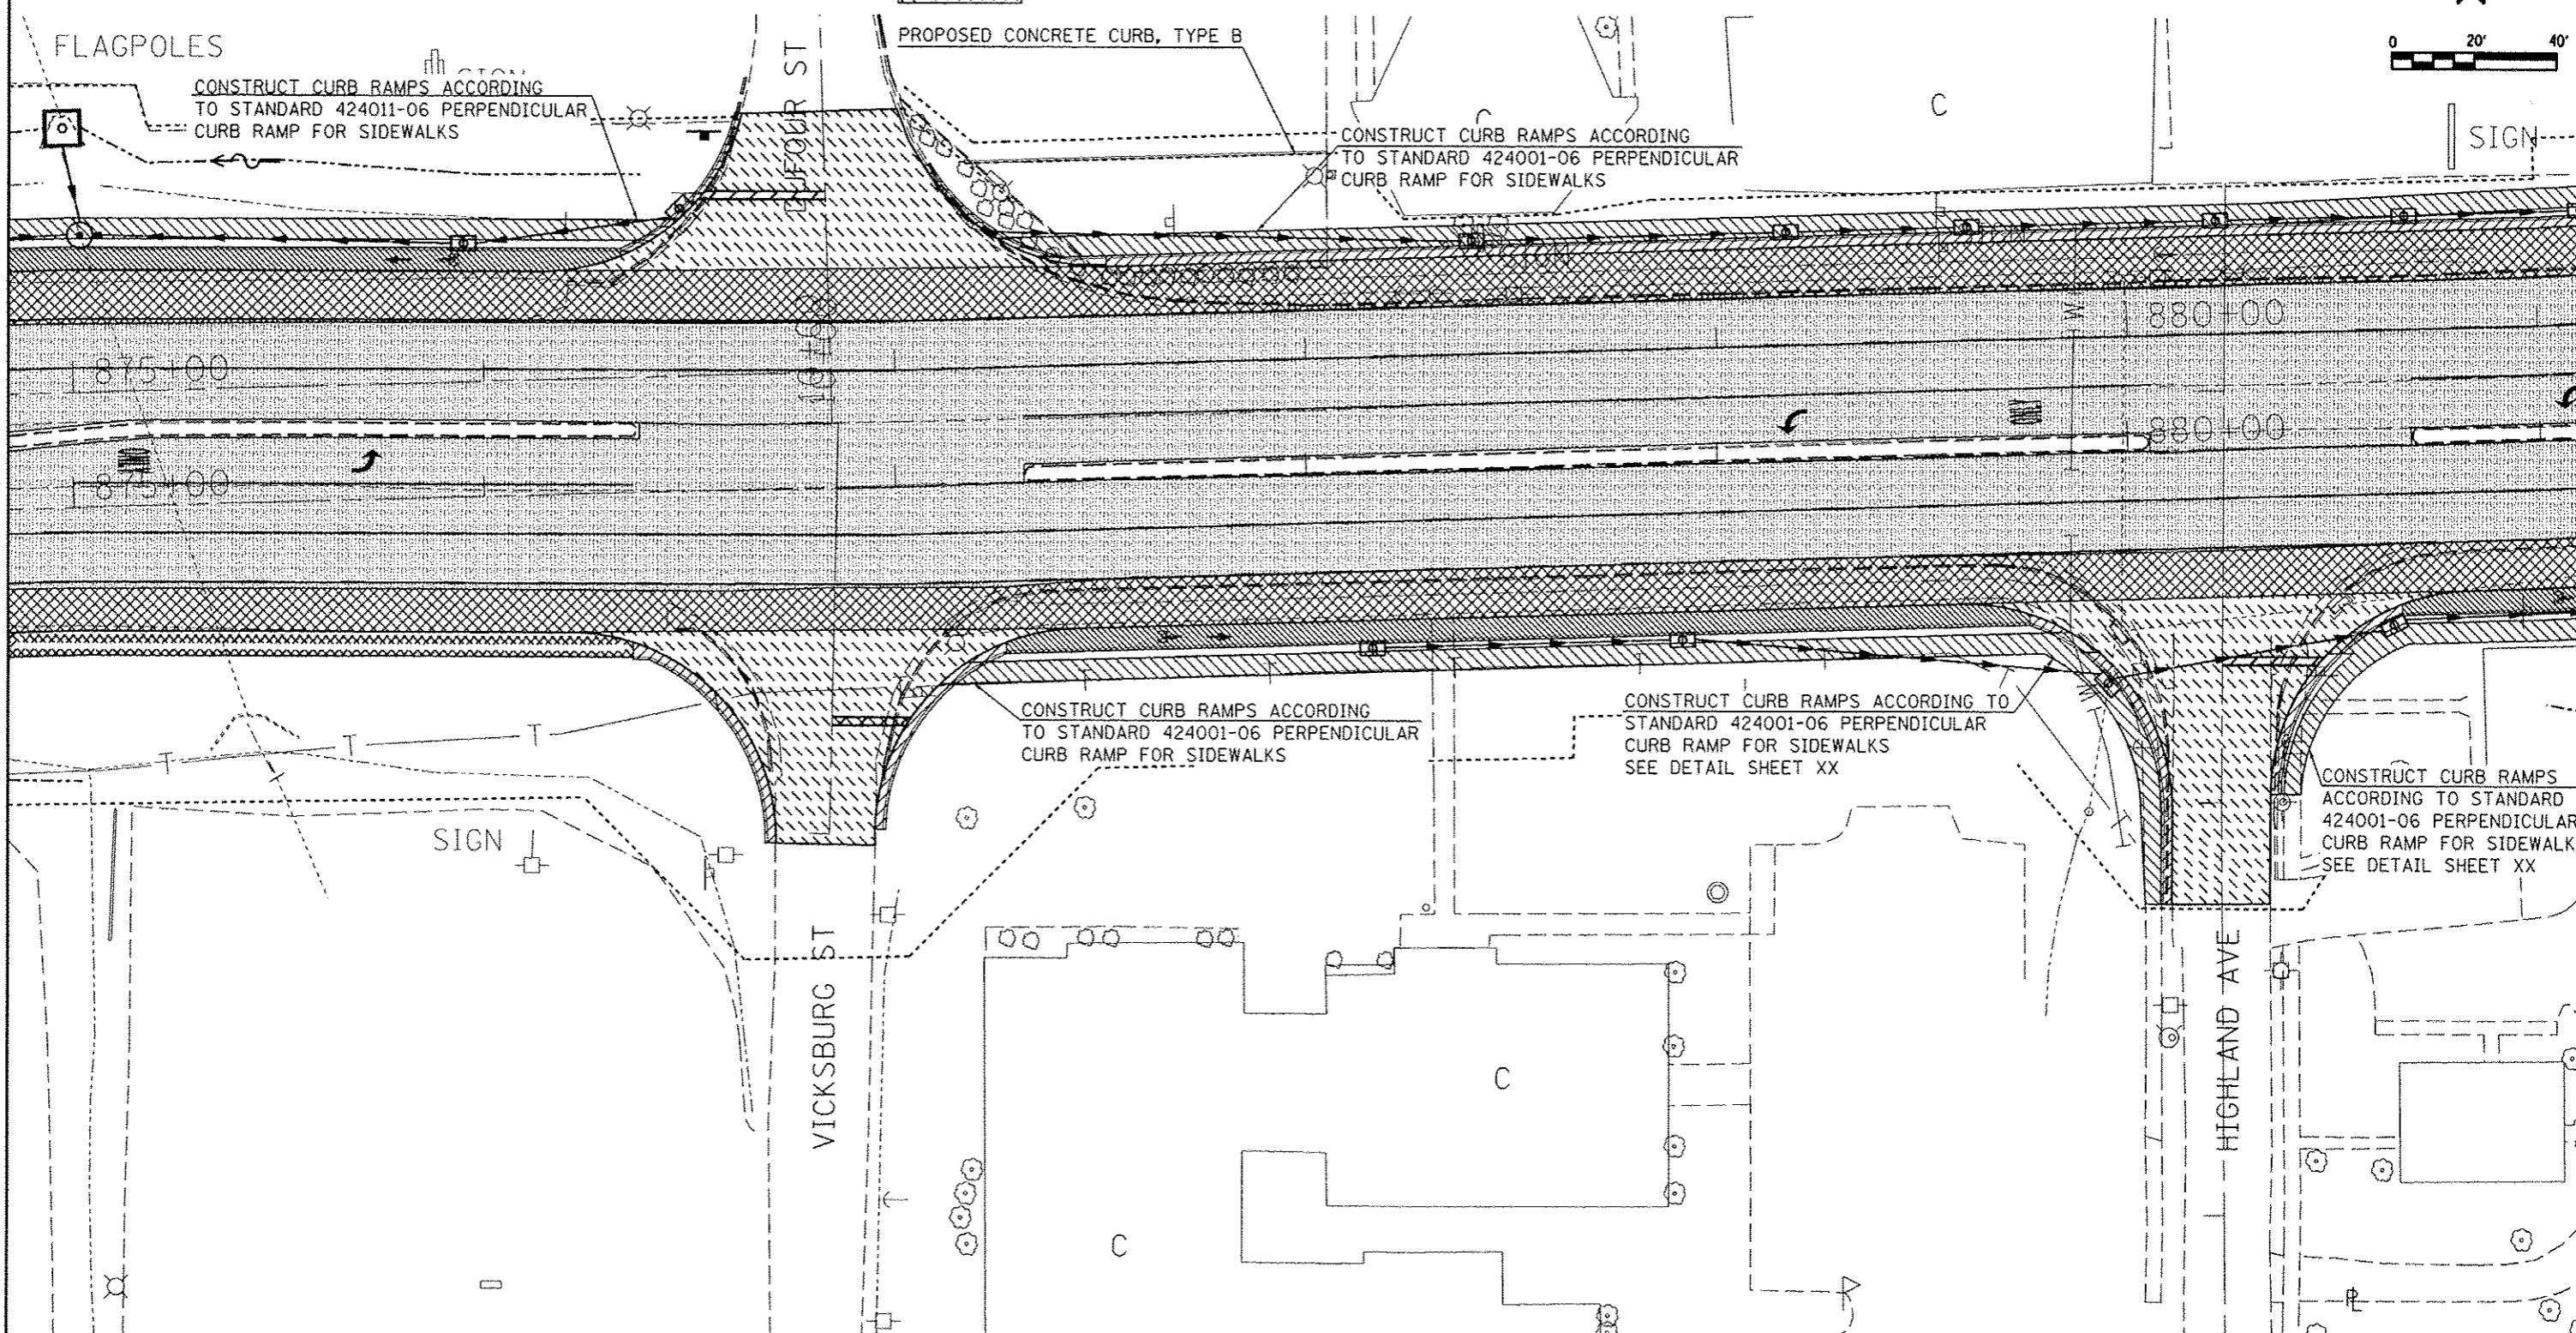 PROPOSED CONCRETE CURB, TYPE B
0 20' 40'
FLAGPOLES
SIGN
CONSTRUCT CURB RAMPS ACCORDING
TO STANDARD 424011-06 PERPENDICULAR
CURB RAMP FOR SIDEWALKS
DUFOUR ST
C
C
CONSTRUCT CURB RAMPS ACCORDING
TO STANDARD 424001-06 PERPENDICULAR
CURB RAMP FOR SIDEWALKS
SIGN
875+00
880+00
W
875+00
880+00
CONSTRUCT CURB RAMPS ACCORDING
TO STANDARD 424001-06 PERPENDICULAR
CURB RAMP FOR SIDEWALKS
CONSTRUCT CURB RAMPS ACCORDING TO
STANDARD 424001-06 PERPENDICULAR
CURB RAMP FOR SIDEWALKS
SEE DETAIL SHEET XX
CONSTRUCT CURB RAMPS
ACCORDING TO STANDARD
424001-06 PERPENDICULAR
CURB RAMP FOR SIDEWALK
SEE DETAIL SHEET XX
T T T
SIGN
VICKSBURG ST
HIGHLAND AVE
C
C
PL